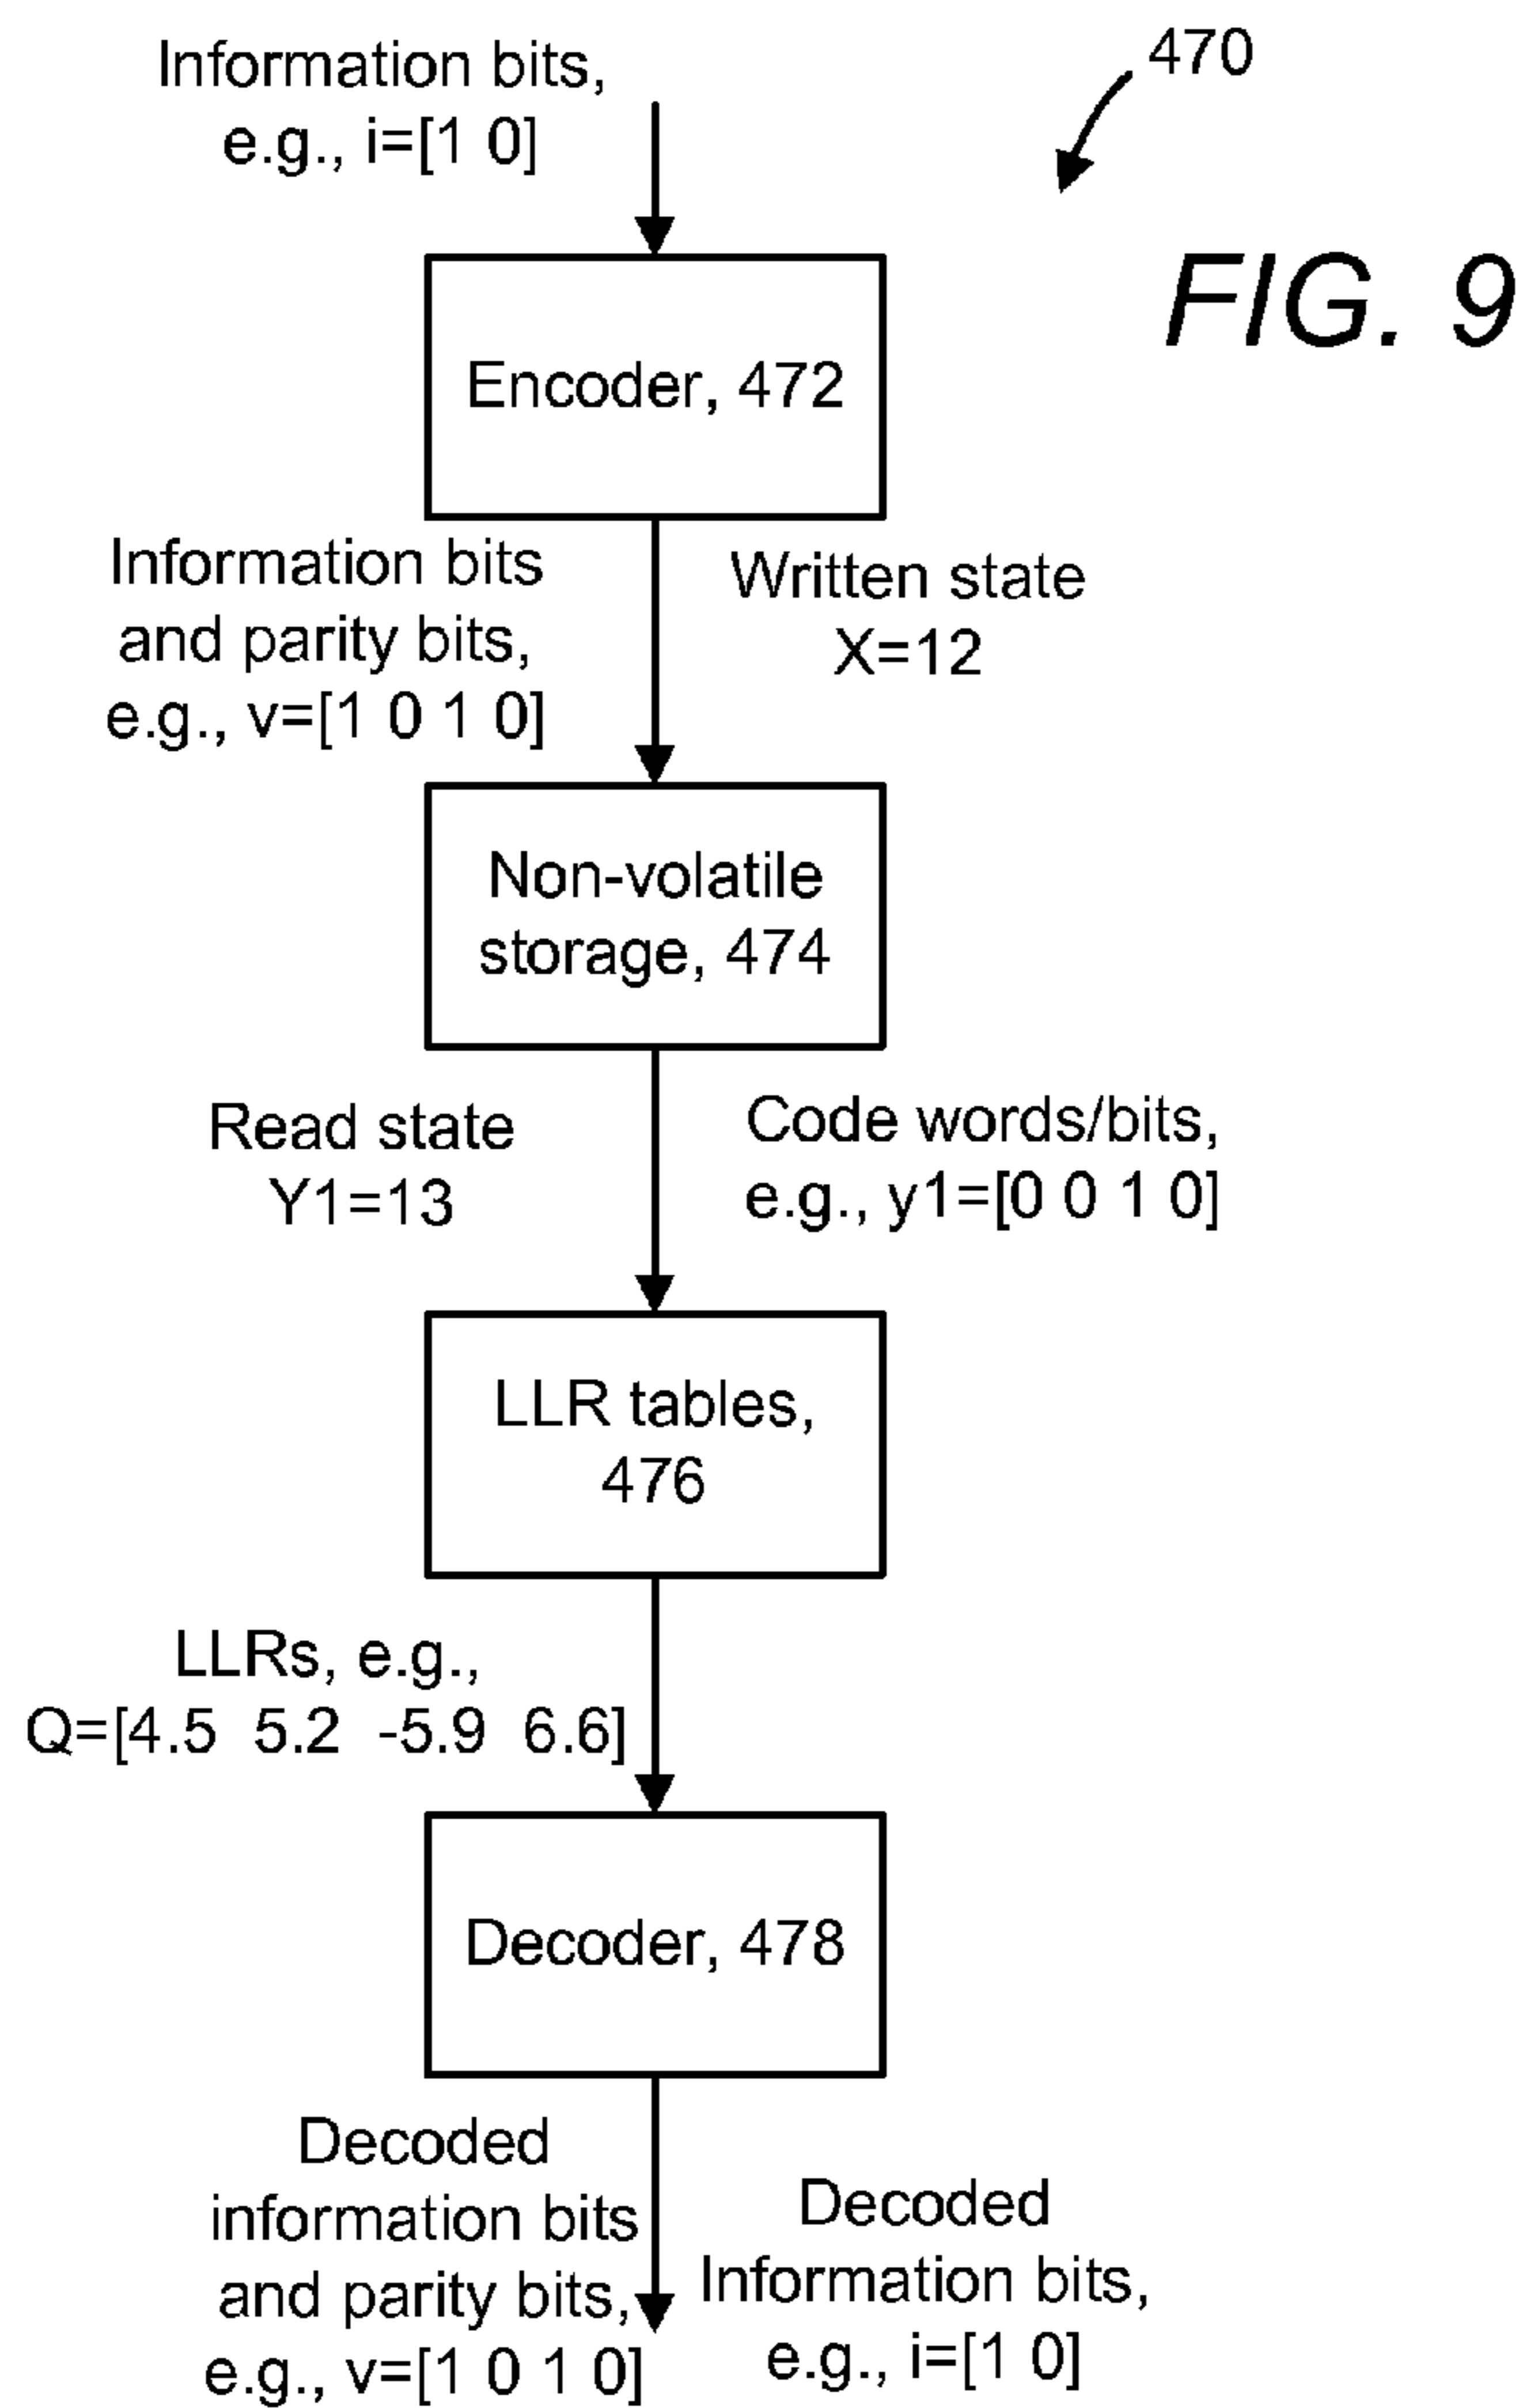 Information bits,
e.g., i=[1 0]
470
FIG. 9
Encoder, 472
Information bits
and parity bits,
e.g., v=[1 0 1 0]
Written state
X=12
Non-volatile
storage, 474
Read state
Y1=13
Code words/bits,
e.g., y1=[0 0 1 0]
LLR tables,
476
LLRs, e.g.,
Q=[4.5 5.2 -5.9 6.6]
Decoder, 478
Decoded
information bits
and parity bits,
e.g., v=[1 0 1 0]
Decoded
Information bits,
e.g., i=[1 0]